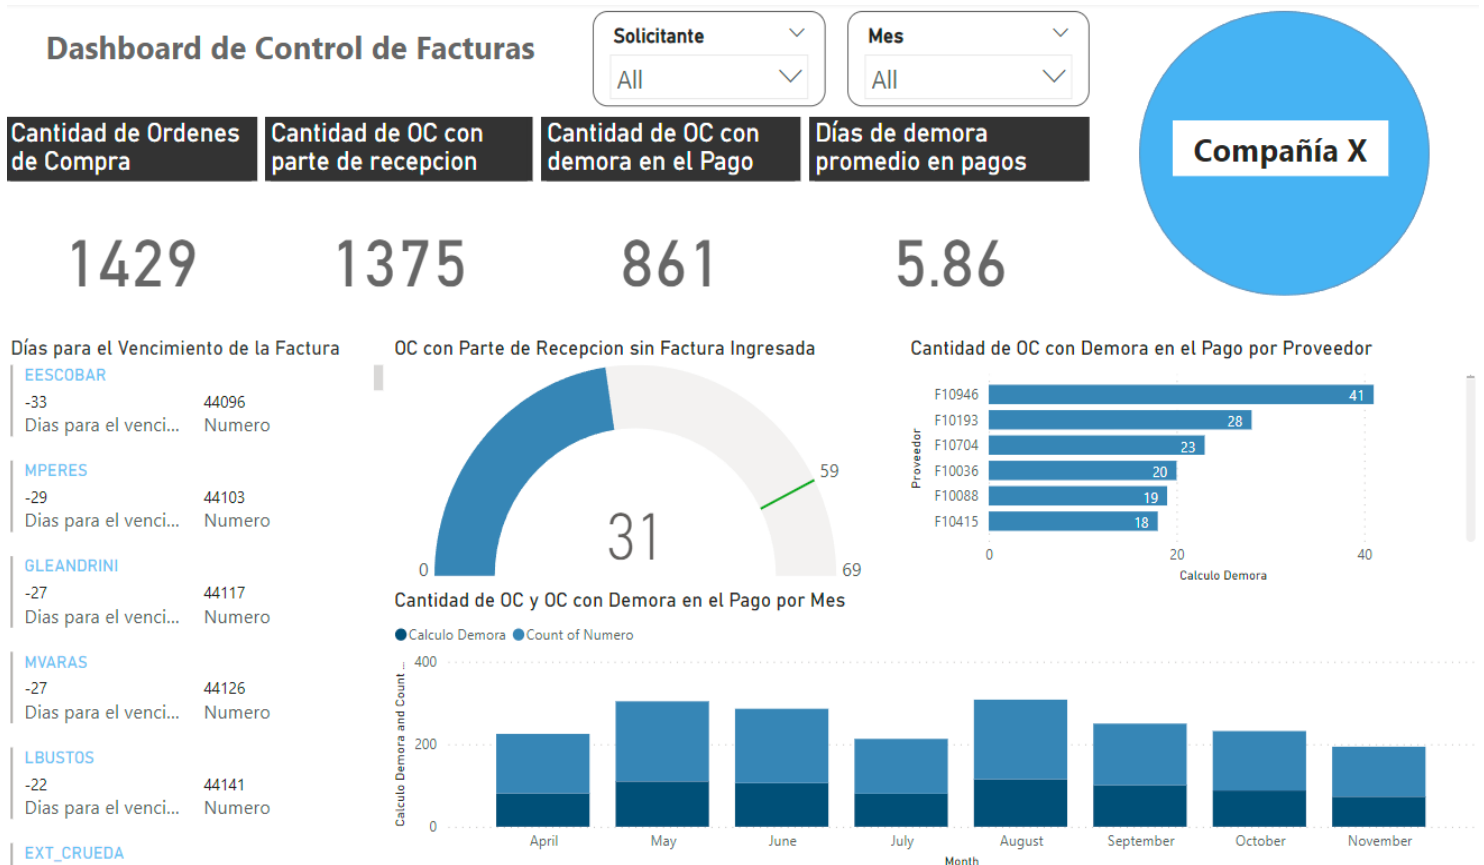 Dashboard de Control de Facturas
Solicitante
All
Mes
All
Compañía X
Cantidad de Ordenes
de Compra
Cantidad de OC con
parte de recepcion
Cantidad de OC con
demora en el Pago
Días de demora
promedio en pagos
1429
1375
861
5.86
Días para el Vencimiento de la Factura
EESCOBAR
-33
44096
Dias para el venci...
Numero
MPERES
-29
44103
Dias para el venci...
Numero
GLEANDRINI
-27
44117
Dias para el venci...
Numero
MVARAS
-27
44126
Dias para el venci...
Numero
LBUSTOS
-22
44141
Dias para el venci...
Numero
EXT_CRUEDA
OC con Parte de Recepcion sin Factura Ingresada
59
31
0
69
Cantidad de OC con Demora en el Pago por Proveedor
Proveedor
F10946
41
F10193
28
F10704
23
F10036
20
F10088
19
F10415
18
0
20
40
Calculo Demora
Cantidad de OC y OC con Demora en el Pago por Mes
Calculo Demora
Count of Numero
Calculo Demora and Count ...
400
200
0
April
May
June
July
August
September
October
November
Month